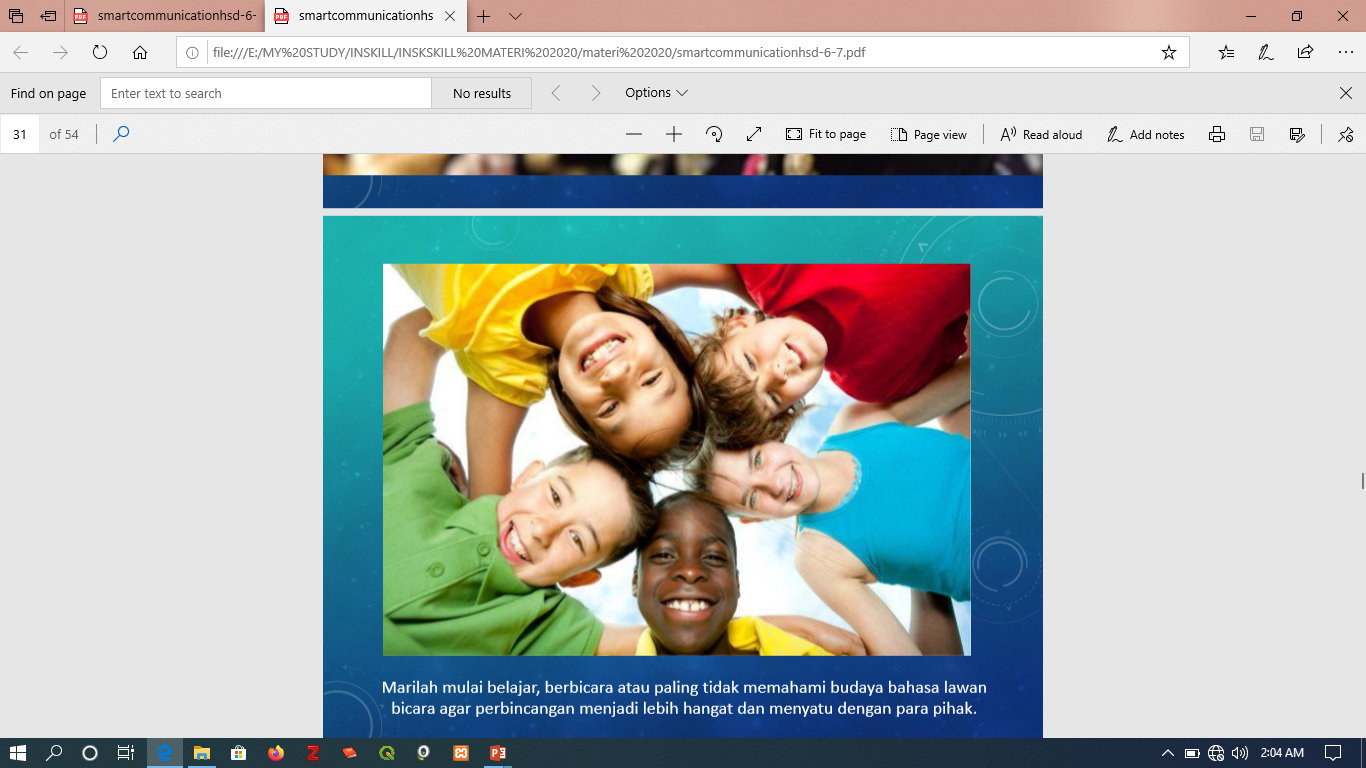 smartcommunicationhsd-6-
smartcommunicationhs
file:///E:/MY%20STUDY/INSKILL/INSKSKILL%20MATERI%202020/materi%202020/smartcommunicationhsd-6-7.pdf
Find on page Enter text to search No results Options
31 of 54 Fit to page Page view Read aloud Add notes
Marilah mulai belajar, berbicara atau paling tidak memahami budaya bahasa lawan
bicara agar perbincangan menjadi lebih hangat dan menyatu dengan para pihak.
2:04 AM